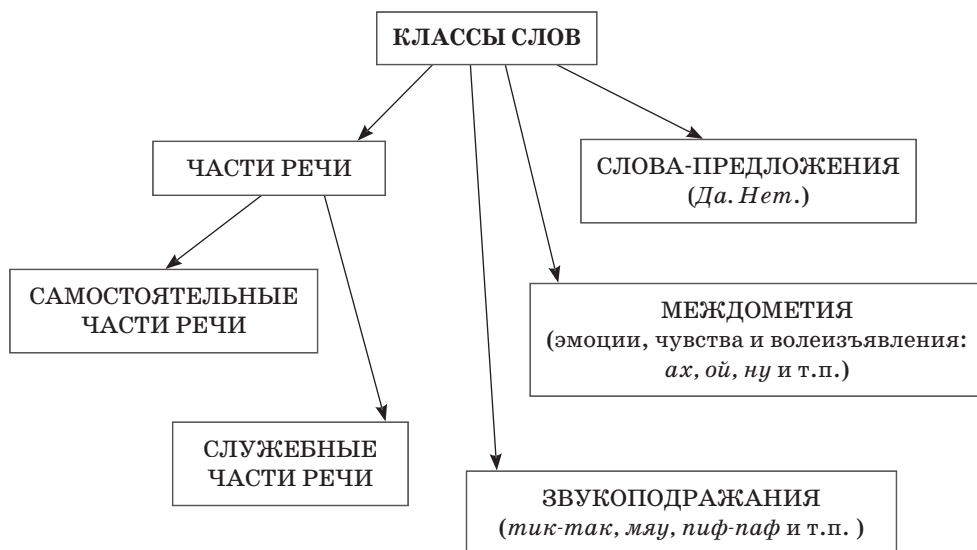 КЛАССЫ СЛОВ
ЧАСТИ РЕЧИ
СЛОВА-ПРЕДЛОЖЕНИЯ
(Да. Нет.)
САМОСТОЯТЕЛЬНЫЕ
ЧАСТИ РЕЧИ
МЕЖДОМЕТИЯ
(эмоции, чувства и волеизъявления:
ах, ой, ну и т.п.)
СЛУЖЕБНЫЕ
ЧАСТИ РЕЧИ
ЗВУКОПОДРАЖАНИЯ
(тик-так, мяу, пиф-паф и т.п. )